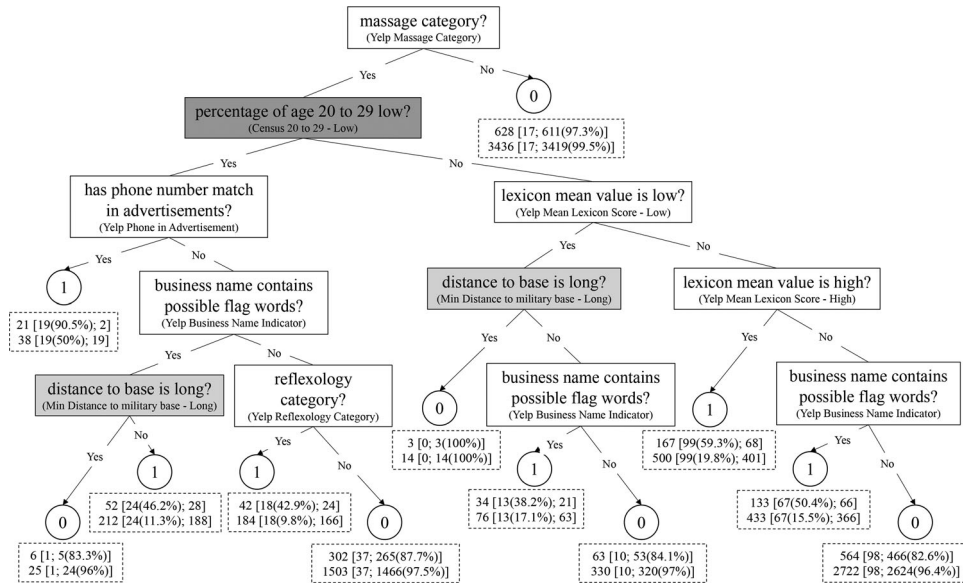 massage category?
(Yelp Massage Category)
Yes
No
0
percentage of age 20 to 29 low?
(Census 20 to 29 - Low)
628 [17; 611(97.3%)]
3436 [17; 3419(99.5%)]
Yes
No
has phone number match
in advertisements?
(Yelp Phone in Advertisement)
lexicon mean value is low?
(Yelp Mean Lexicon Score - Low)
Yes
No
Yes
No
1
21 [19(90.5%); 2]
38 [19(50%); 19]
business name contains
possible flag words?
(Yelp Business Name Indicator)
distance to base is long?
(Min Distance to military base - Long)
lexicon mean value is high?
(Yelp Mean Lexicon Score - High)
Yes
No
Yes
No
Yes
No
distance to base is long?
(Min Distance to military base - Long)
reflexology
category?
(Yelp Reflexology Category)
0
3 [0; 3(100%)]
14 [0; 14(100%)]
business name contains
possible flag words?
(Yelp Business Name Indicator)
1
167 [99(59.3%); 68]
500 [99(19.8%); 401]
business name contains
possible flag words?
(Yelp Business Name Indicator)
Yes
No
Yes
No
Yes
No
Yes
No
1
52 [24(46.2%); 28]
212 [24(11.3%); 188]
1
42 [18(42.9%); 24]
184 [18(9.8%); 166]
1
34 [13(38.2%); 21]
76 [13(17.1%); 63]
1
133 [67(50.4%); 66]
433 [67(15.5%); 366]
0
6 [1; 5(83.3%)]
25 [1; 24(96%)]
0
302 [37; 265(87.7%)]
1503 [37; 1466(97.5%)]
0
63 [10; 53(84.1%)]
330 [10; 320(97%)]
0
564 [98; 466(82.6%)]
2722 [98; 2624(96.4%)]